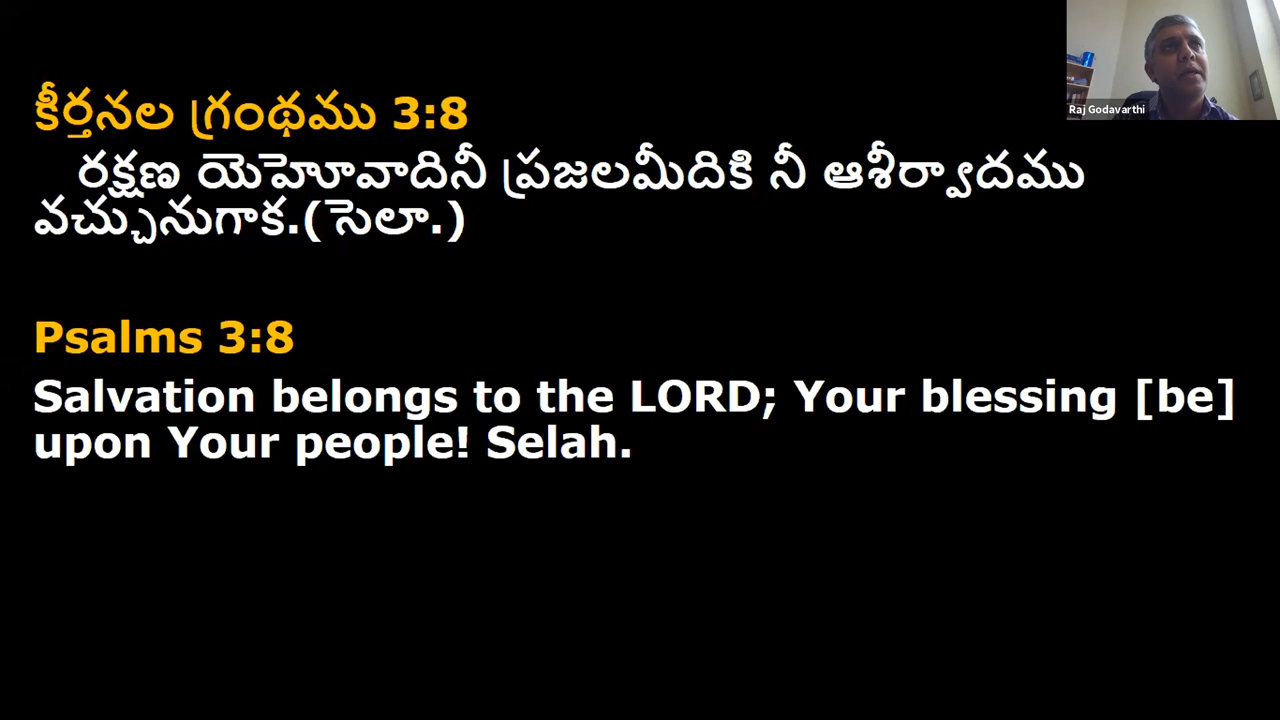 కీర్తనల గ్రంథము 3:8
రక్షణ యెహోవాదినీ ప్రజలమీదికి నీ ఆశీర్వాదము
వచ్చునుగాక.(సెలా.)
Psalms 3:8
Salvation belongs to the LORD; Your blessing [be]
upon Your people! Selah.
Raj Godavarthi